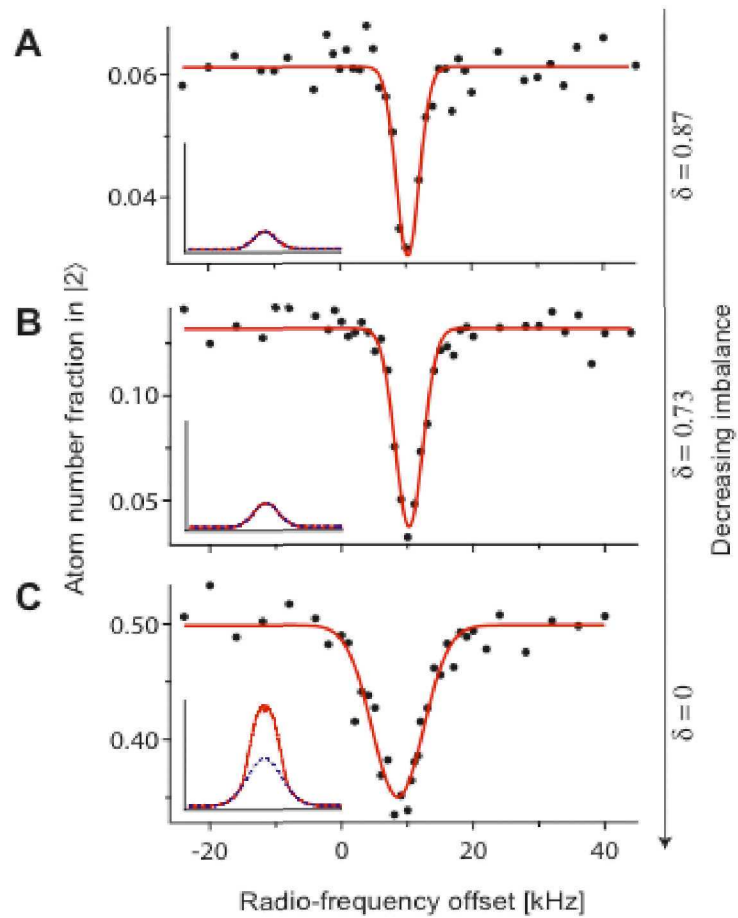 A
0.06
0.04
B
0.10
0.05
C
0.50
0.40
-20 0 20 40
Radio-frequency offset [kHz]
Atom number fraction in |2⟩
δ = 0.87
δ = 0.73
δ = 0
Decreasing imbalance